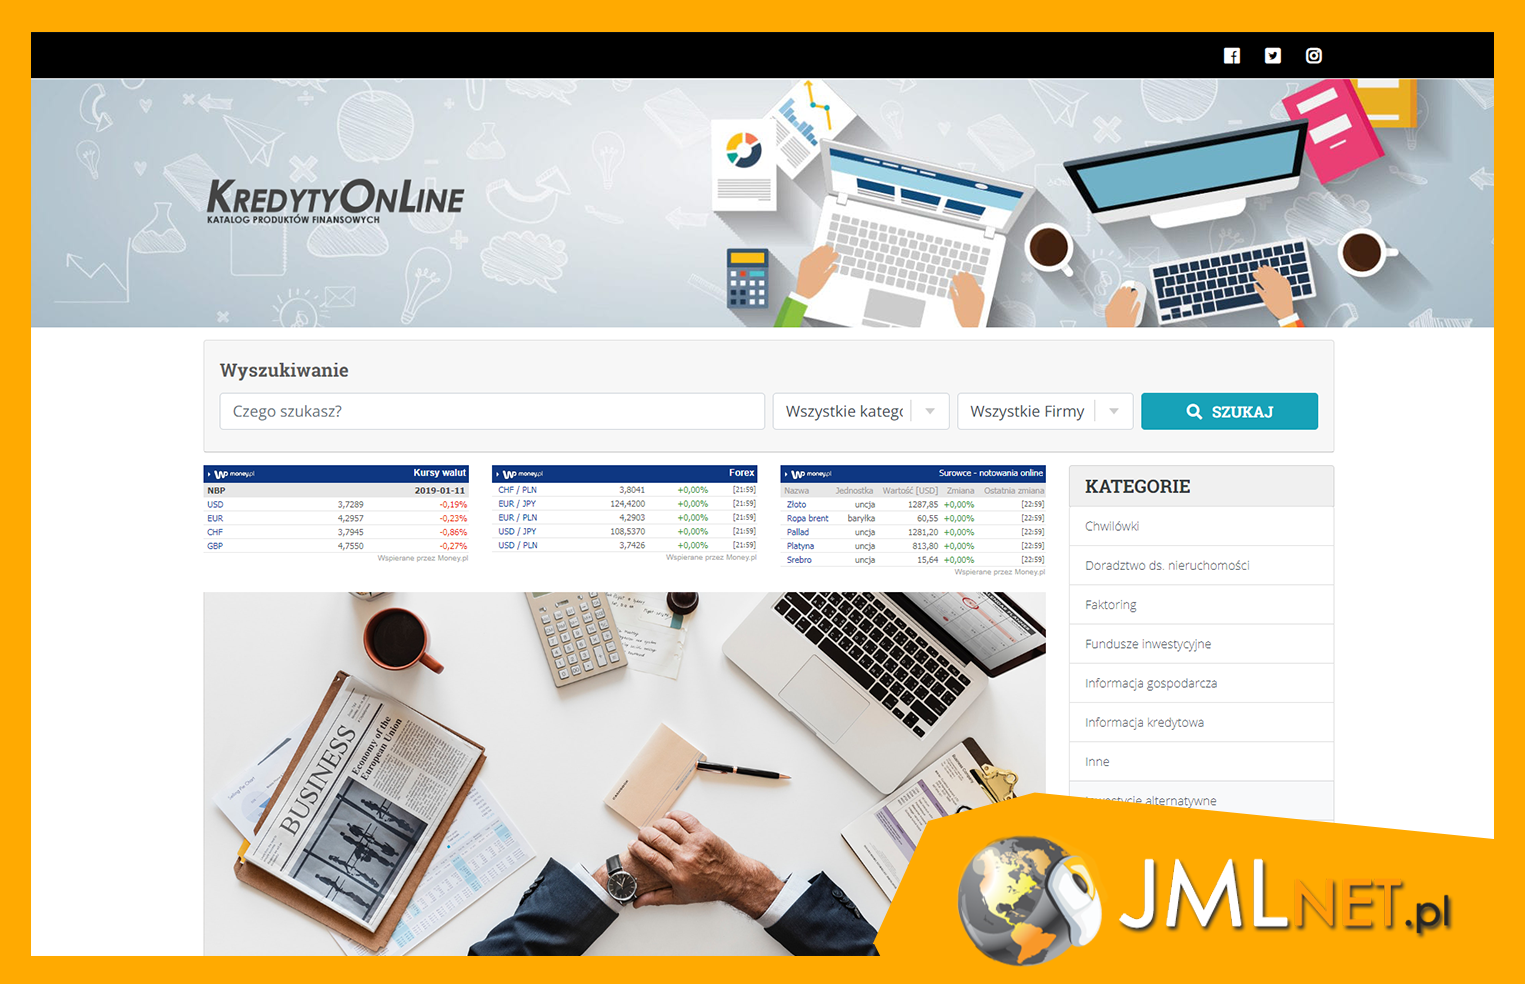 KREDYTYONLINE
KATALOG PRODUKTÓW FINANSOWYCH
Wyszukiwanie
Czego szukasz?
Wszystkie katego
Wszystkie Firmy
SZUKAJ
wp money.pl Kursy walut
NBP 2019-01-11
USD 3,7289 -0,19%
EUR 4,2957 -0,23%
CHF 3,7945 -0,86%
GBP 4,7550 -0,27%
Wspierane przez Money.pl
wp money.pl Forex
CHF / PLN 3,8041 +0,00% [21:59]
EUR / JPY 124,4200 +0,00% [21:59]
EUR / PLN 4,2903 +0,00% [21:59]
USD / JPY 108,5370 +0,00% [21:59]
USD / PLN 3,7426 +0,00% [21:59]
Wspierane przez Money.pl
wp money.pl Surowce - notowania online
Nazwa Jednostka Wartość [USD] Zmiana Ostatnia zmiana
Złoto uncja 1287,85 +0,00% [22:59]
Ropa brent baryłka 60,55 +0,00% [22:59]
Pallad uncja 1281,20 +0,00% [22:59]
Platyna uncja 813,80 +0,00% [22:59]
Srebro uncja 15,64 +0,00% [22:59]
Wspierane przez Money.pl
KATEGORIE
Chwilówki
Doradztwo ds. nieruchomości
Faktoring
Fundusze inwestycyjne
Informacja gospodarcza
Informacja kredytowa
Inne
Inwestycje alternatywne
BUSINESS
Economy of the
European Union
JMLNET.pl